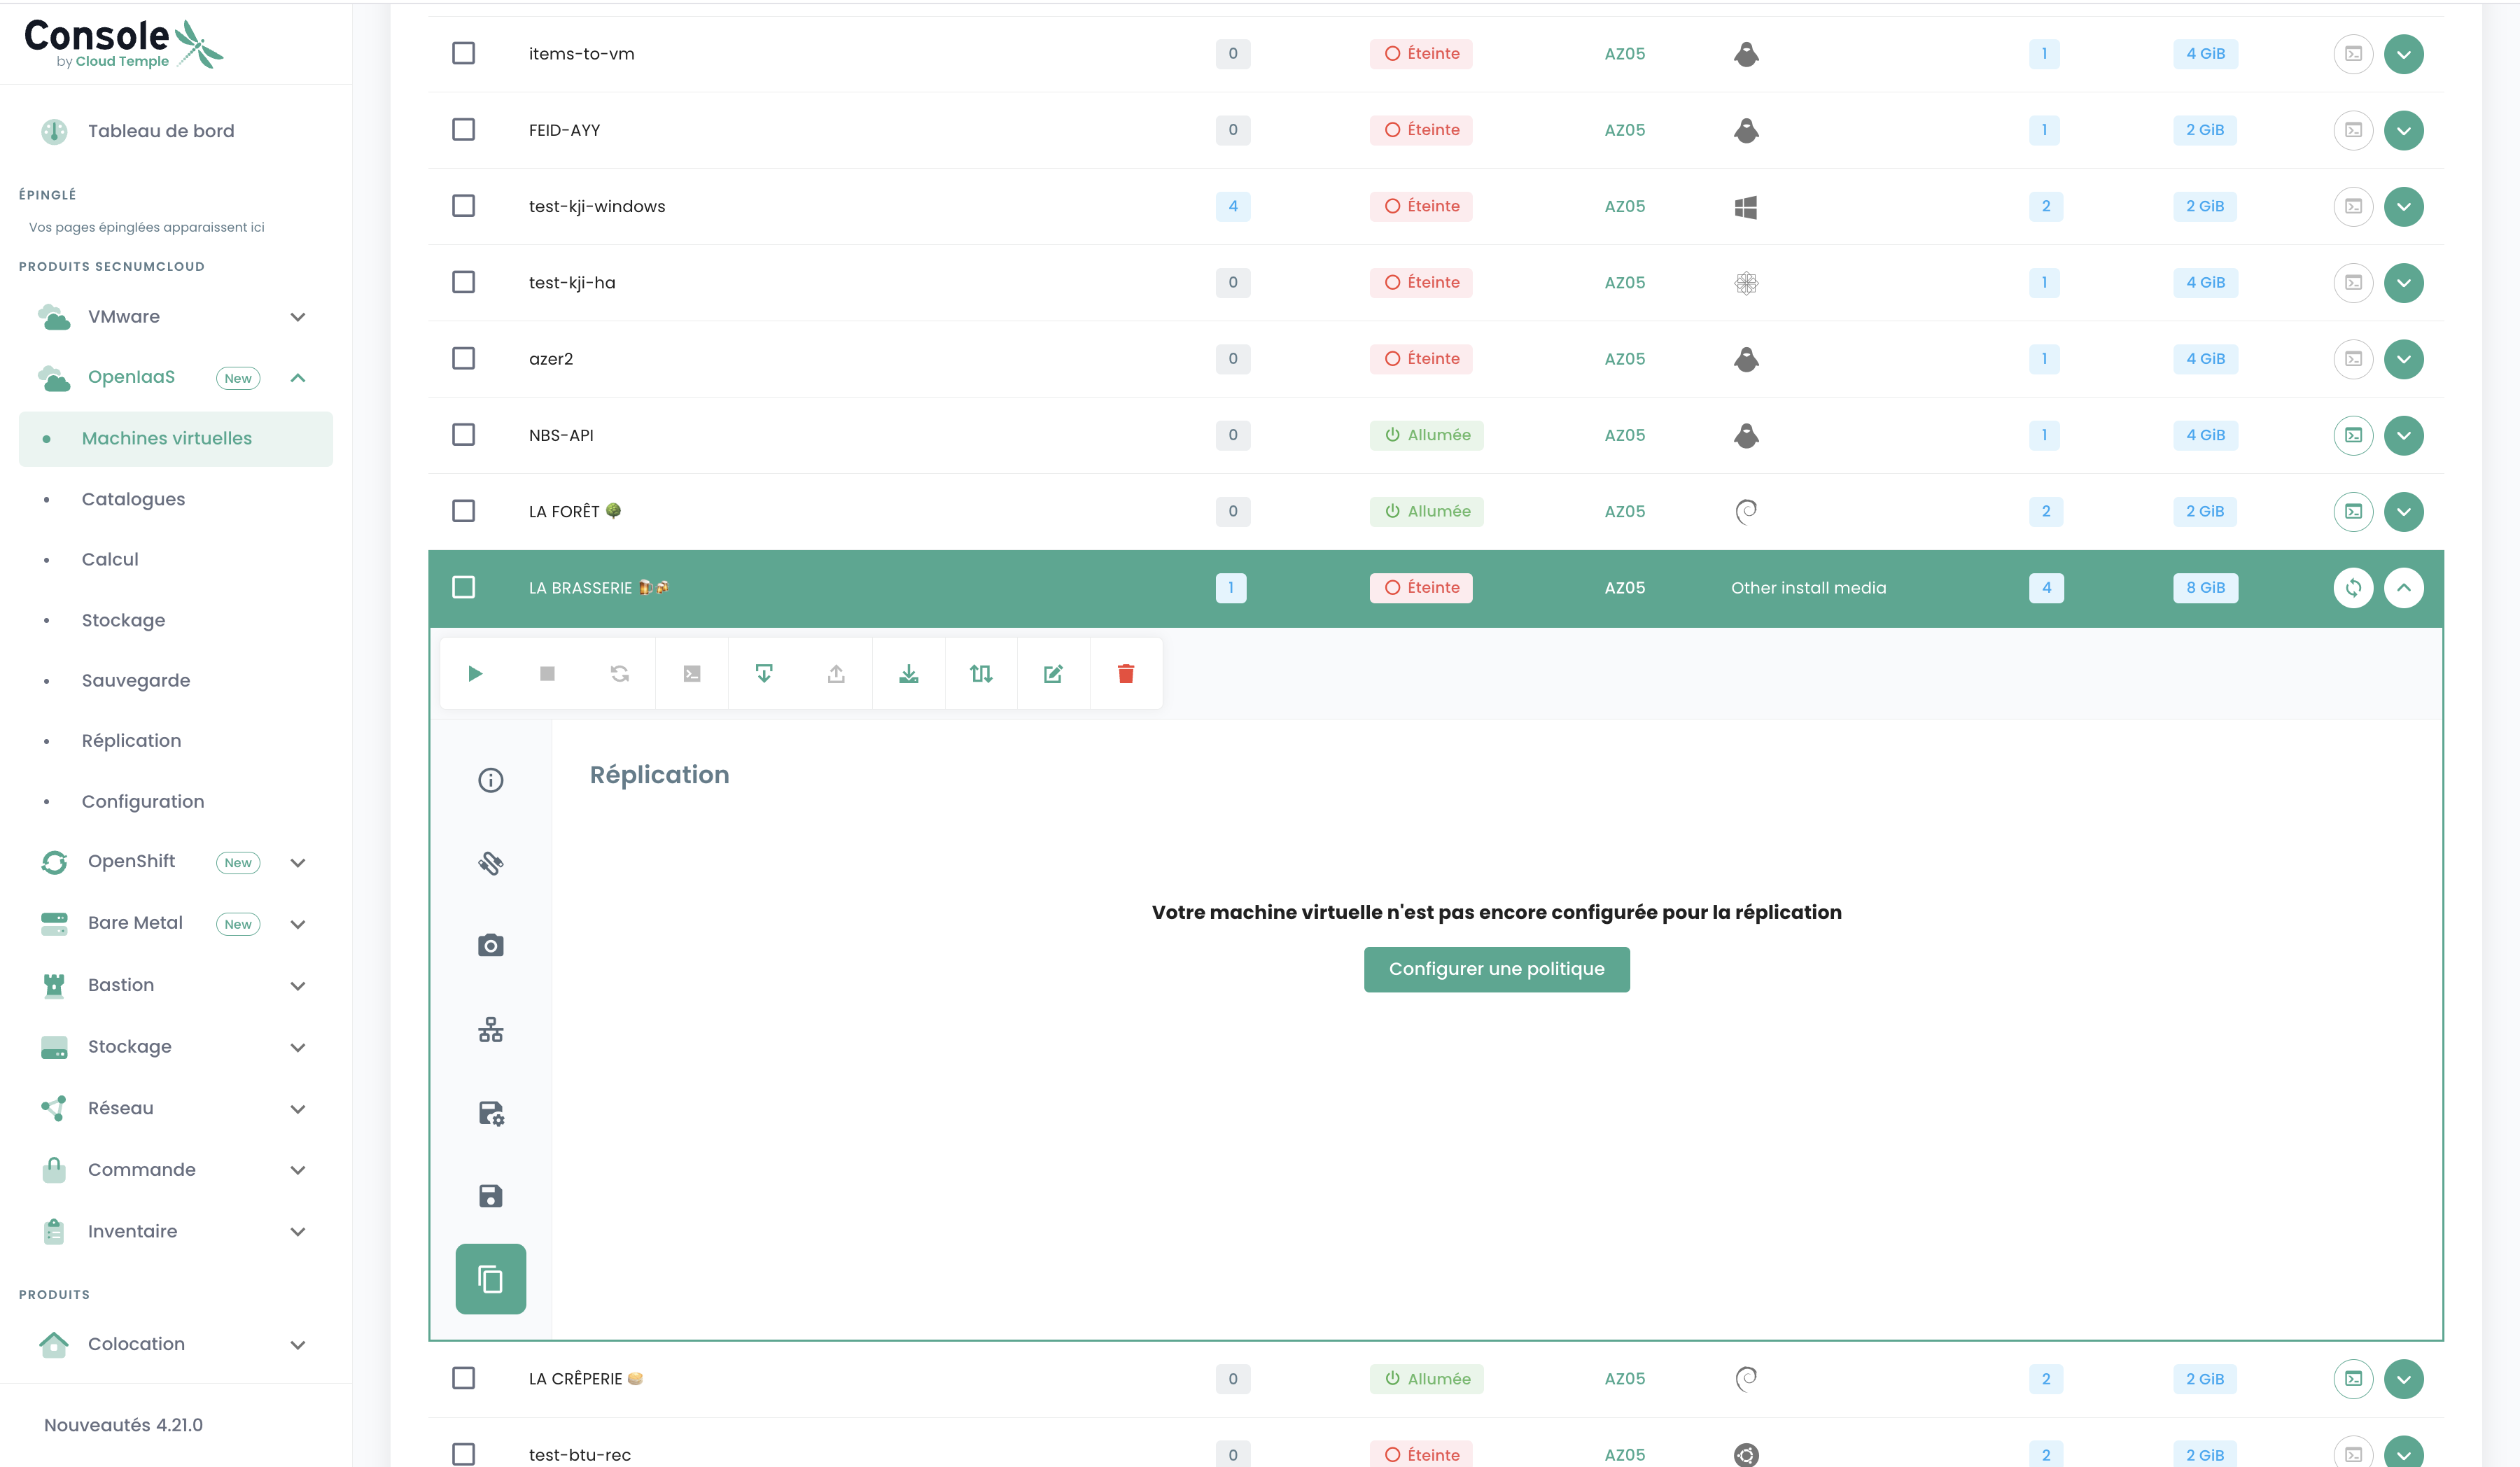 Console
by Cloud Temple
Tableau de bord
ÉPINGLÉ
Vos pages épinglées apparaissent ici
PRODUITS SECNUMCLOUD
VMware
OpenIaaS New
Machines virtuelles
Catalogues
Calcul
Stockage
Sauvegarde
Réplication
Configuration
OpenShift New
Bare Metal New
Bastion
Stockage
Réseau
Commande
Inventaire
PRODUITS
Colocation
Nouveautés 4.21.0
items-to-vm 0 Éteinte AZ05 1 4 GiB
FEID-AYY 0 Éteinte AZ05 1 2 GiB
test-kji-windows 4 Éteinte AZ05 2 2 GiB
test-kji-ha 0 Éteinte AZ05 1 4 GiB
azer2 0 Éteinte AZ05 1 4 GiB
NBS-API 0 Allumée AZ05 1 4 GiB
LA FORÊT 🌳 0 Allumée AZ05 2 2 GiB
LA BRASSERIE 🍺🍻 1 Éteinte AZ05 Other install media 4 8 GiB
Réplication
Votre machine virtuelle n'est pas encore configurée pour la réplication
Configurer une politique
LA CRÊPERIE 🥞 0 Allumée AZ05 2 2 GiB
test-btu-rec 0 Éteinte AZ05 2 2 GiB